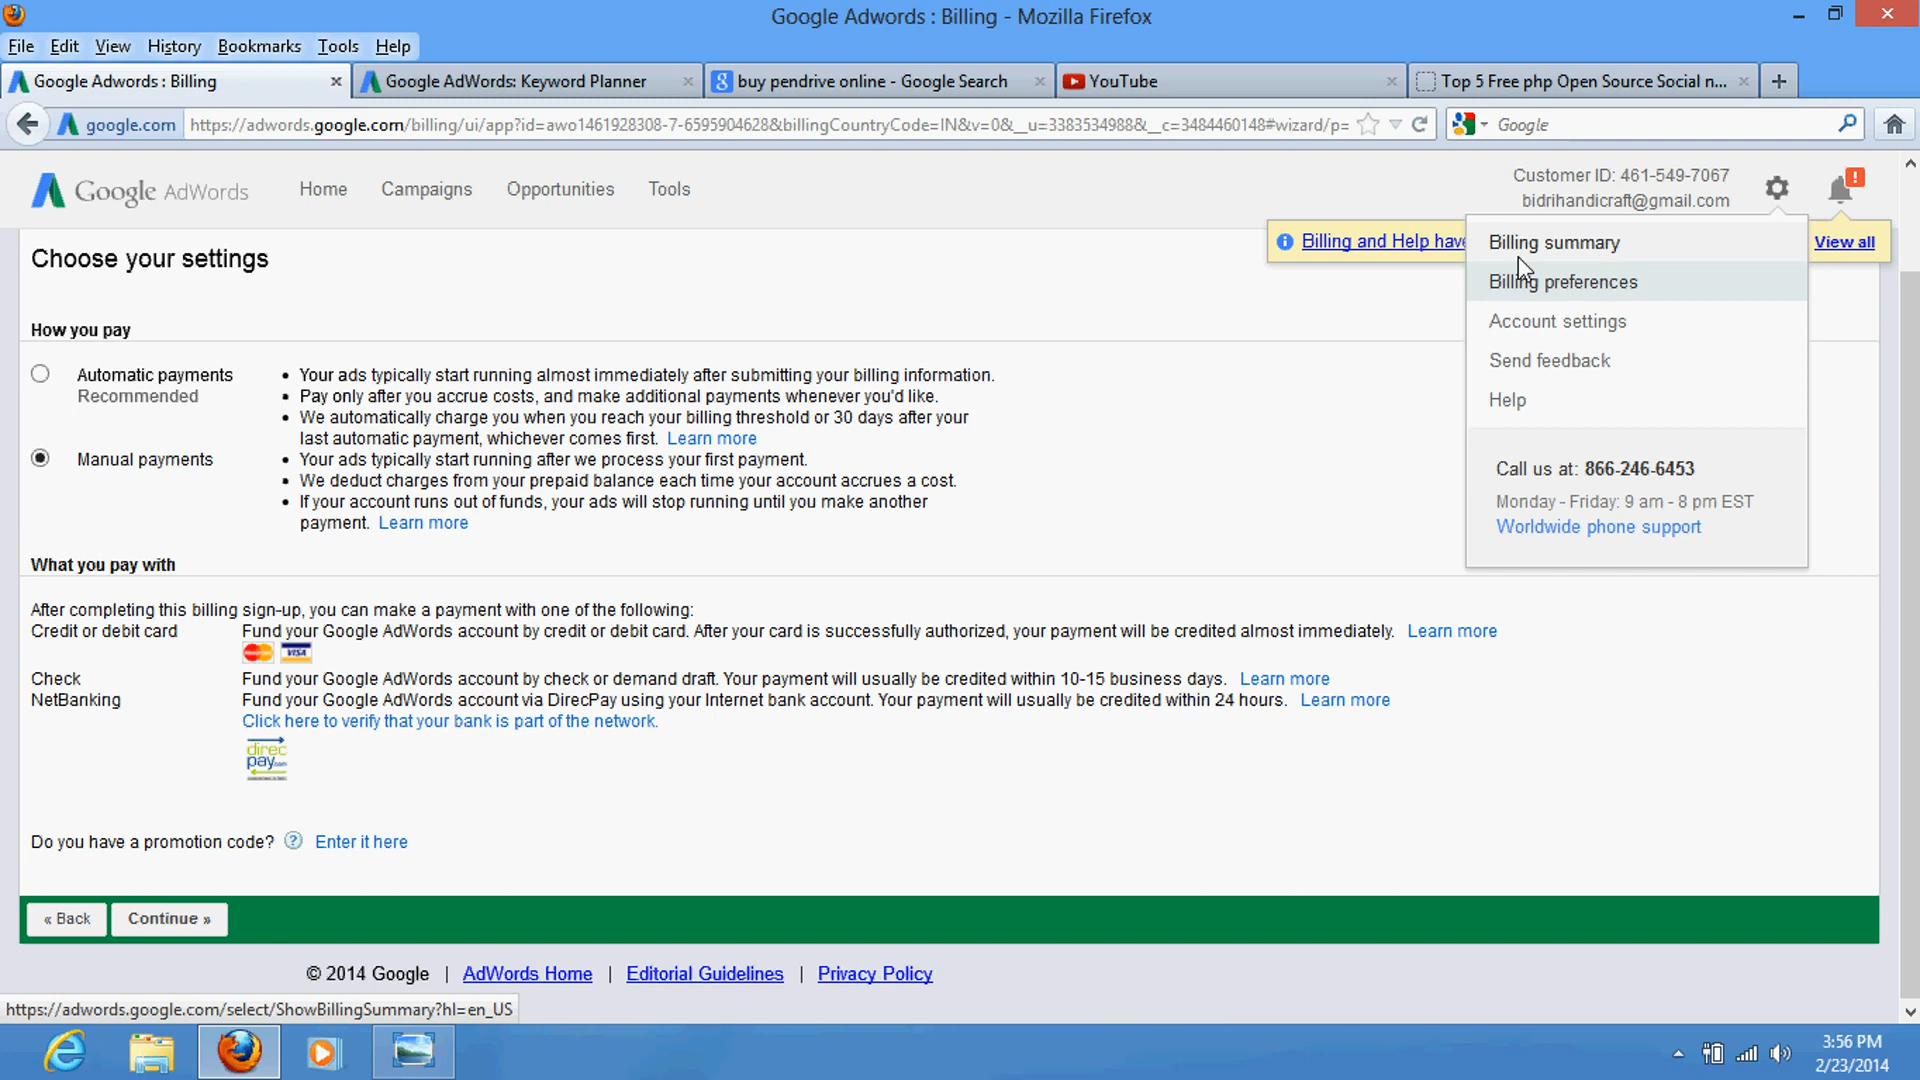 Google Adwords : Billing - Mozilla Firefox
File Edit View History Bookmarks Tools Help
Google Adwords : Billing
Google AdWords: Keyword Planner
buy pendrive online - Google Search
YouTube
Top 5 Free php Open Source Social n...
google.com https://adwords.google.com/billing/ui/app?id=awo1461928308-7-6595904628&billingCountryCode=IN&v=0&__u=3383534988&__c=3484460148#wizard/p=
Google
Google AdWords
Home Campaigns Opportunities Tools
Customer ID: 461-549-7067
bidrihandicraft@gmail.com
!
Billing and Help have
View all
Billing summary
Billing preferences
Account settings
Send feedback
Help
Call us at: 866-246-6453
Monday - Friday: 9 am - 8 pm EST
Worldwide phone support
Choose your settings
How you pay
Automatic payments
Recommended
• Your ads typically start running almost immediately after submitting your billing information.
• Pay only after you accrue costs, and make additional payments whenever you'd like.
• We automatically charge you when you reach your billing threshold or 30 days after your
last automatic payment, whichever comes first. Learn more
Manual payments
• Your ads typically start running after we process your first payment.
• We deduct charges from your prepaid balance each time your account accrues a cost.
• If your account runs out of funds, your ads will stop running until you make another
payment. Learn more
What you pay with
After completing this billing sign-up, you can make a payment with one of the following:
Credit or debit card Fund your Google AdWords account by credit or debit card. After your card is successfully authorized, your payment will be credited almost immediately. Learn more
VISA
Check Fund your Google AdWords account by check or demand draft. Your payment will usually be credited within 10-15 business days. Learn more
NetBanking Fund your Google AdWords account via DirecPay using your Internet bank account. Your payment will usually be credited within 24 hours. Learn more
Click here to verify that your bank is part of the network.
direc
pay.com
Do you have a promotion code? ? Enter it here
« Back Continue »
© 2014 Google | AdWords Home | Editorial Guidelines | Privacy Policy
https://adwords.google.com/select/ShowBillingSummary?hl=en_US
3:56 PM
2/23/2014